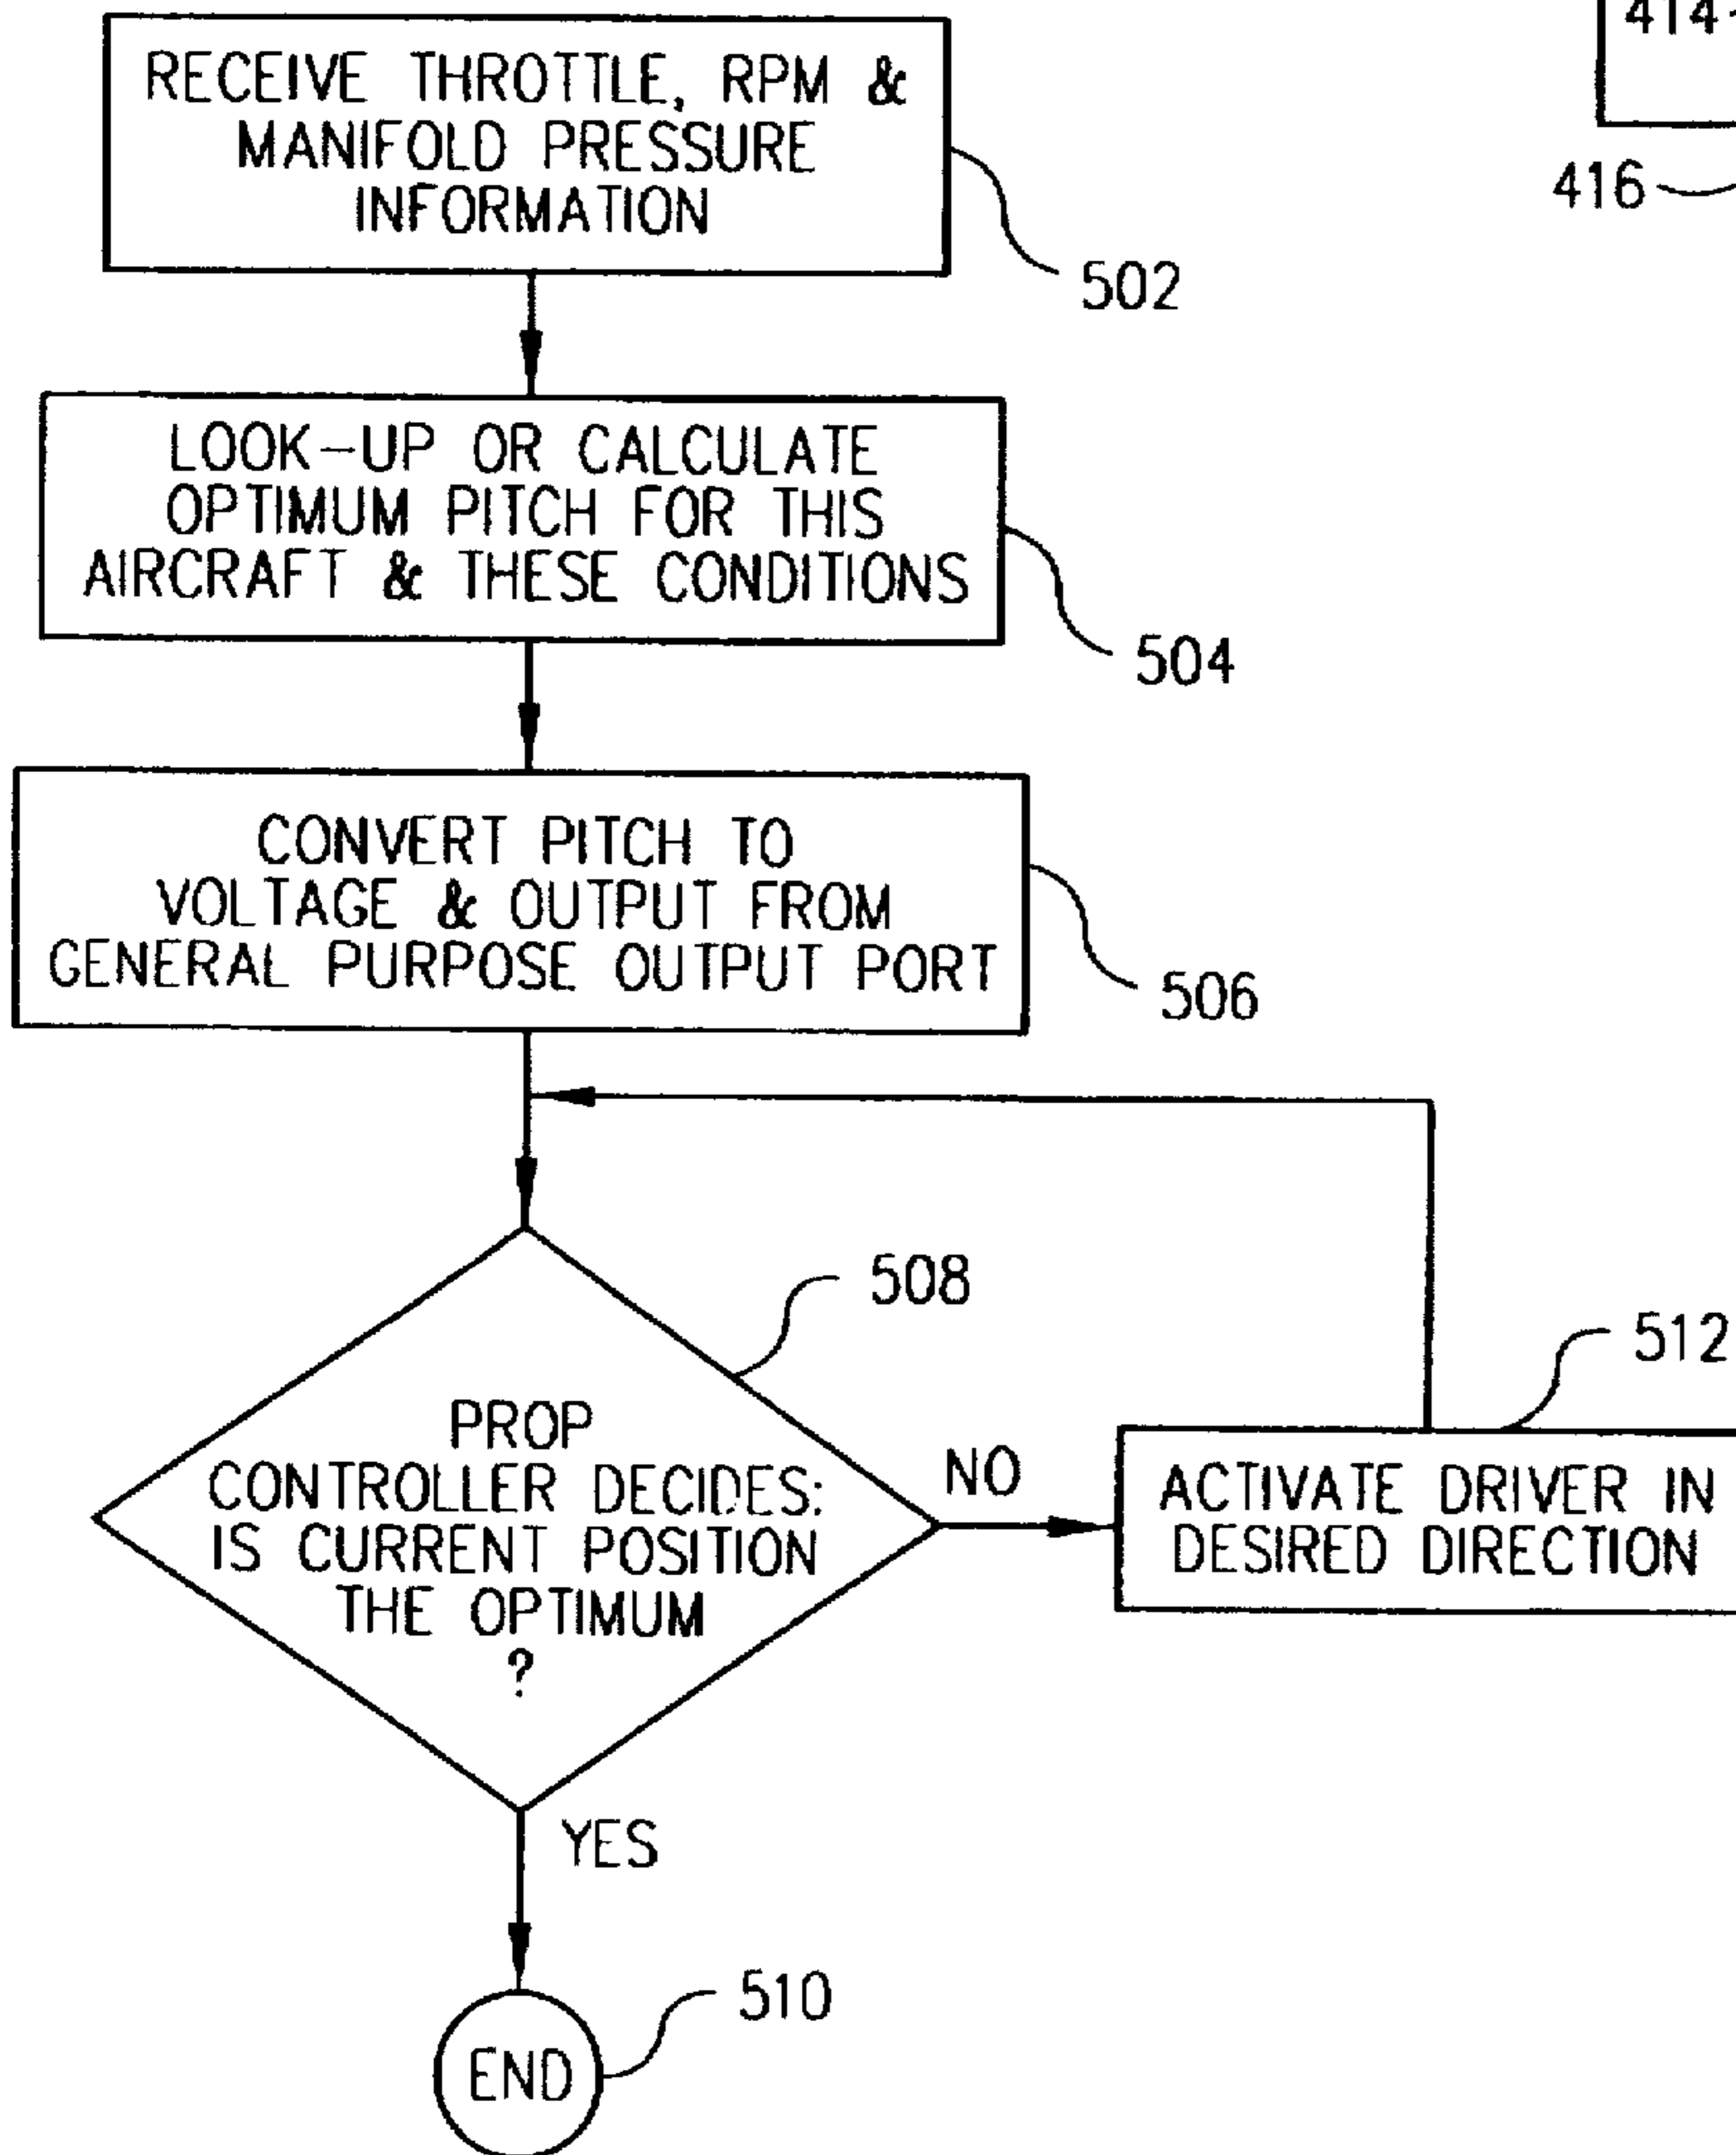 RECEIVE THROTTLE, RPM &
MANIFOLD PRESSURE
INFORMATION
502
414
416
LOOK-UP OR CALCULATE
OPTIMUM PITCH FOR THIS
AIRCRAFT & THESE CONDITIONS
504
CONVERT PITCH TO
VOLTAGE & OUTPUT FROM
GENERAL PURPOSE OUTPUT PORT
506
508
PROP
CONTROLLER DECIDES:
IS CURRENT POSITION
THE OPTIMUM
?
NO
512
ACTIVATE DRIVER IN
DESIRED DIRECTION
YES
510
END